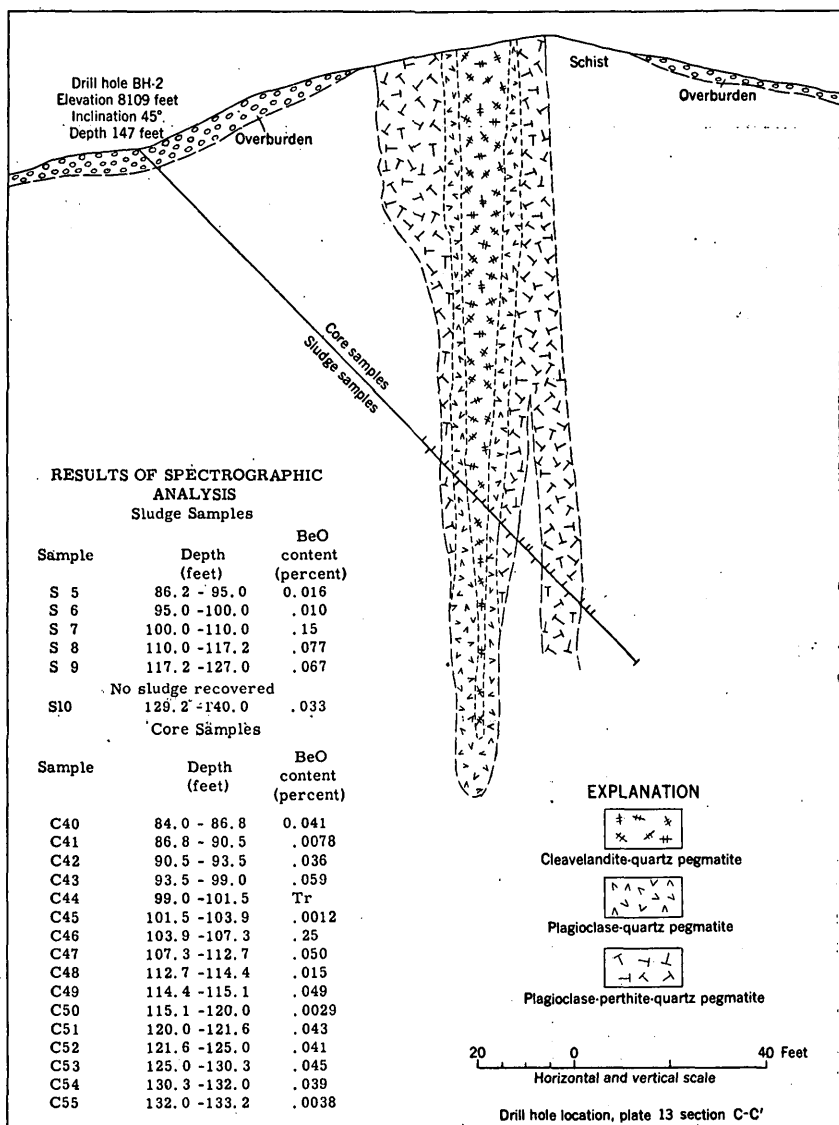 Drill hole BH-2
Elevation 8109 feet
Inclination 45°.
Depth 147 feet
Overburden
Schist
Overburden
Core samples
Sludge samples
RESULTS OF SPECTROGRAPHIC
ANALYSIS
Sludge Samples
Sample Depth (feet) BeO content (percent)
S 5 86.2 - 95.0 0.016
S 6 95.0 -100.0 .010
S 7 100.0 -110.0 .15
S 8 110.0 -117.2 .077
S 9 117.2 -127.0 .067
No sludge recovered
S10 129.2 -140.0 .033
Core Samples
Sample Depth (feet) BeO content (percent)
C40 84.0 - 86.8 0.041
C41 86.8 - 90.5 .0078
C42 90.5 - 93.5 .036
C43 93.5 - 99.0 .059
C44 99.0 -101.5 Tr
C45 101.5 -103.9 .0012
C46 103.9 -107.3 .25
C47 107.3 -112.7 .050
C48 112.7 -114.4 .015
C49 114.4 -115.1 .049
C50 115.1 -120.0 .0029
C51 120.0 -121.6 .043
C52 121.6 -125.0 .041
C53 125.0 -130.3 .045
C54 130.3 -132.0 .039
C55 132.0 -133.2 .0038
EXPLANATION
Cleavelandite-quartz pegmatite
Plagioclase-quartz pegmatite
Plagioclase-perthite-quartz pegmatite
20 0 40 Feet
Horizontal and vertical scale
Drill hole location, plate 13 section C-C'